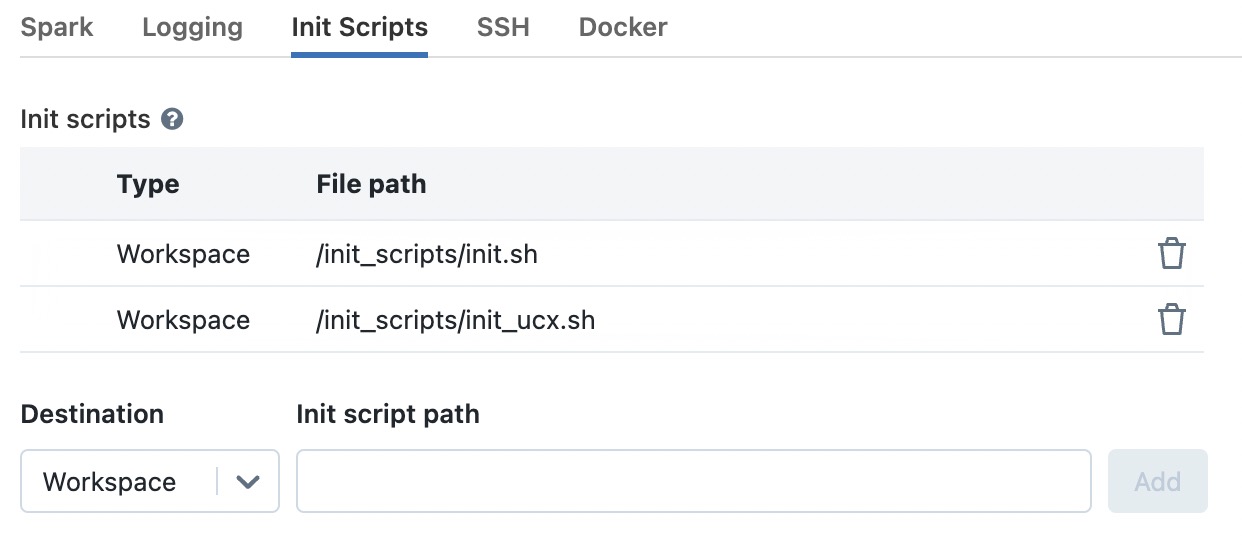 Spark Logging Init Scripts SSH Docker
Init scripts ?
Type File path
Workspace /init_scripts/init.sh
Workspace /init_scripts/init_ucx.sh
Destination Init script path
Workspace Add